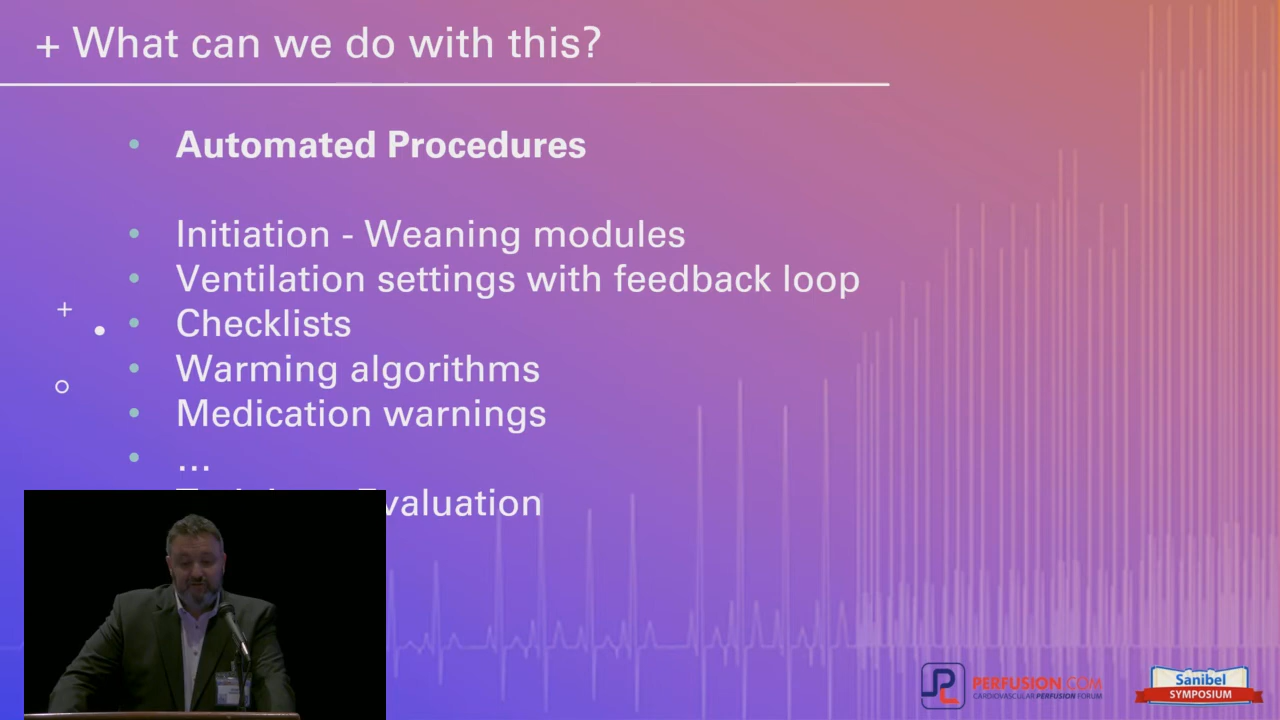 + What can we do with this?
• Automated Procedures
• Initiation - Weaning modules
• Ventilation settings with feedback loop
• Checklists
• Warming algorithms
• Medication warnings
• ...
Evaluation
PERFUSION.COM
CARDIOVASCULAR PERFUSION FORUM
Sanibel
SYMPOSIUM